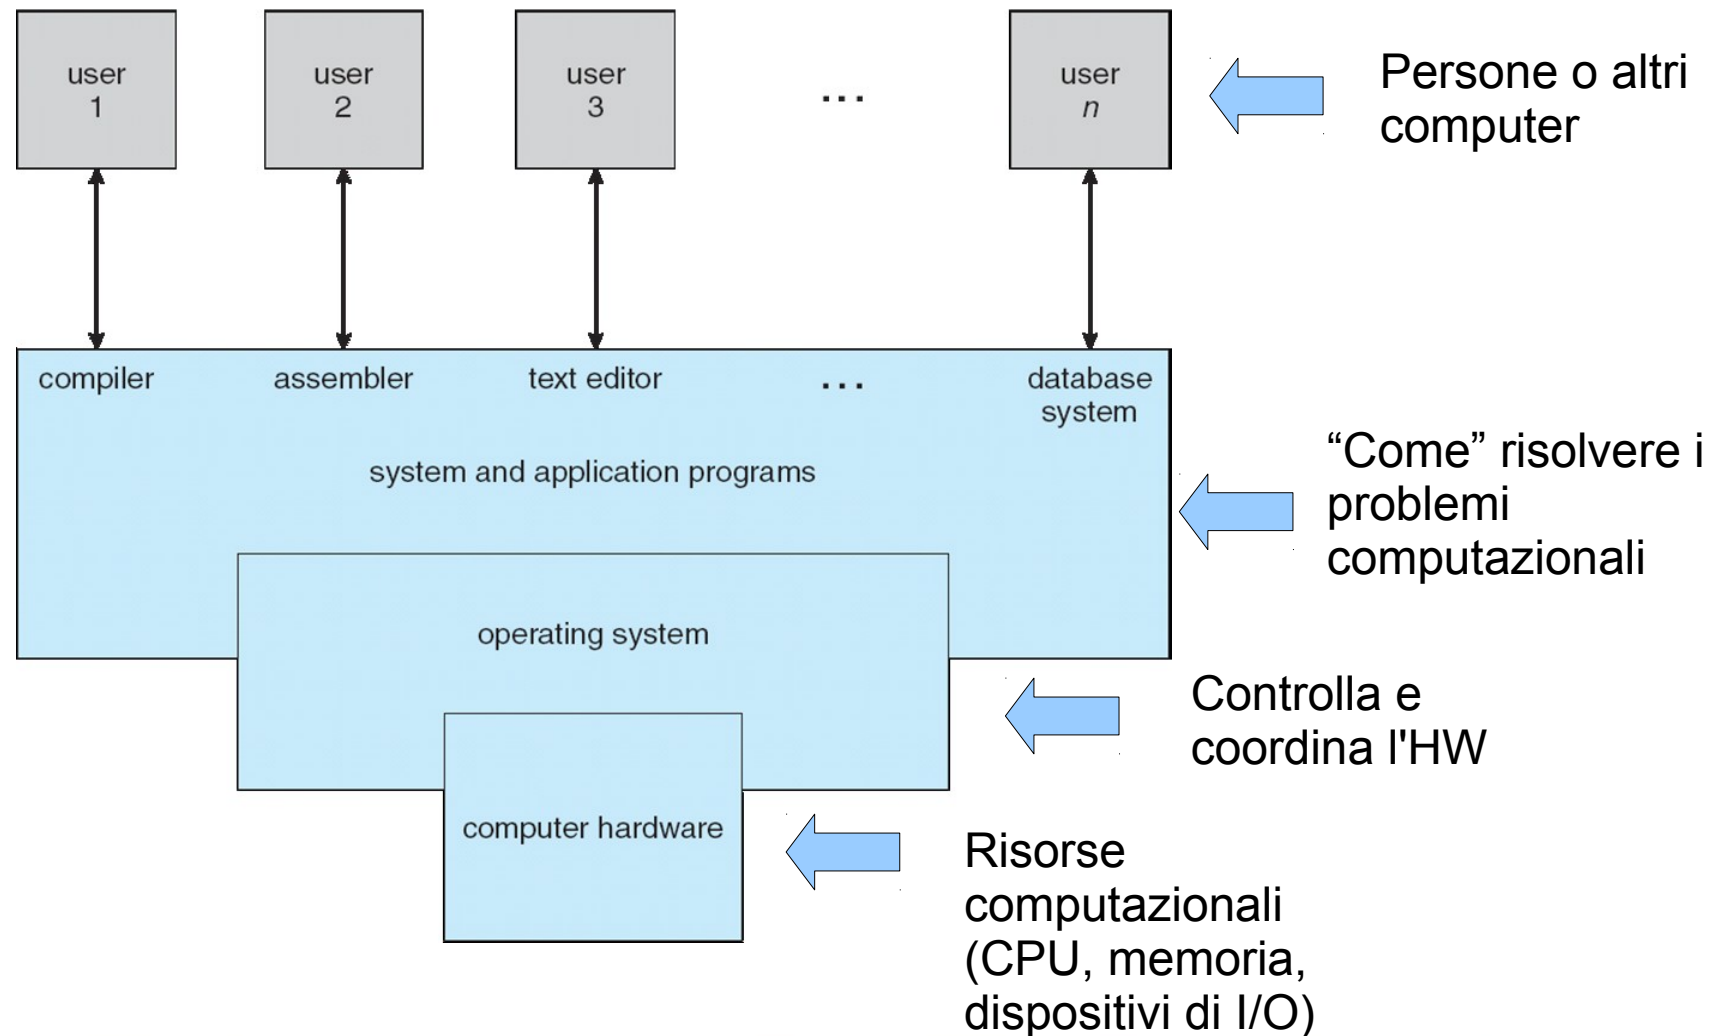 user
1
user
2
user
3
...
user
n
Persone o altri
computer
compiler
assembler
text editor
...
database
system
system and application programs
“Come” risolvere i
problemi
computazionali
operating system
Controlla e
coordina l'HW
computer hardware
Risorse
computazionali
(CPU, memoria,
dispositivi di I/O)